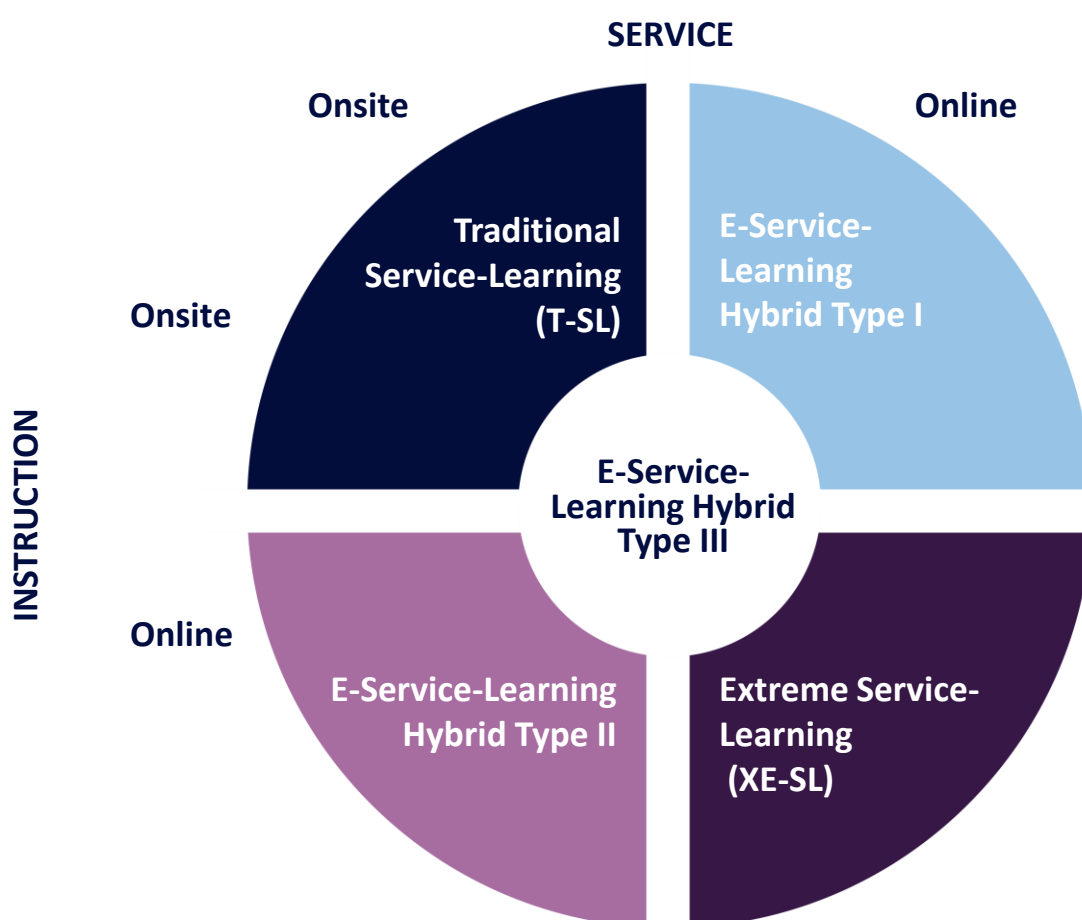 SERVICE
Onsite
Online
Traditional
Service-Learning
(T-SL)
E-Service-
Learning
Hybrid Type I
Onsite
INSTRUCTION
E-Service-
Learning Hybrid
Type III
Online
E-Service-Learning
Hybrid Type II
Extreme Service-
Learning
(XE-SL)